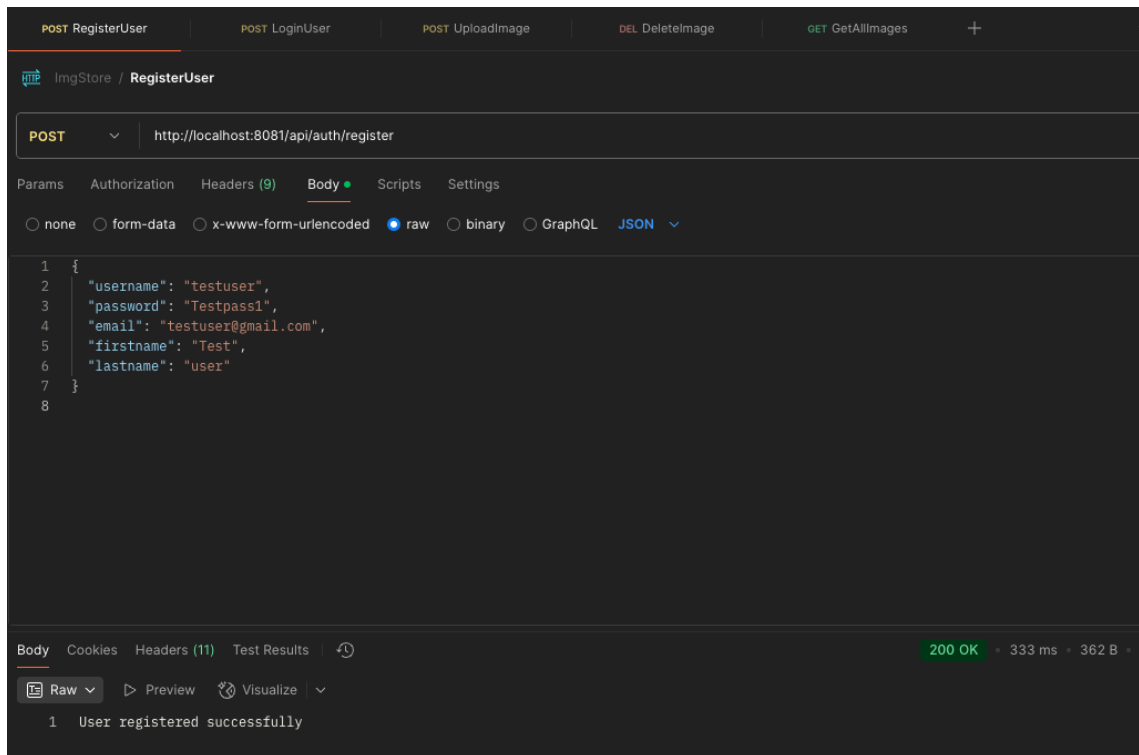 POST RegisterUser POST LoginUser POST UploadImage DEL DeleteImage GET GetAllImages
HTTP ImgStore / RegisterUser
POST http://localhost:8081/api/auth/register
Params Authorization Headers (9) Body Scripts Settings
none form-data x-www-form-urlencoded raw binary GraphQL JSON
1 {
2 "username": "testuser",
3 "password": "Testpass1",
4 "email": "testuser@gmail.com",
5 "firstname": "Test",
6 "lastname": "user"
7 }
8
Body Cookies Headers (11) Test Results 200 OK • 333 ms • 362 B •
Raw Preview Visualize
1 User registered successfully